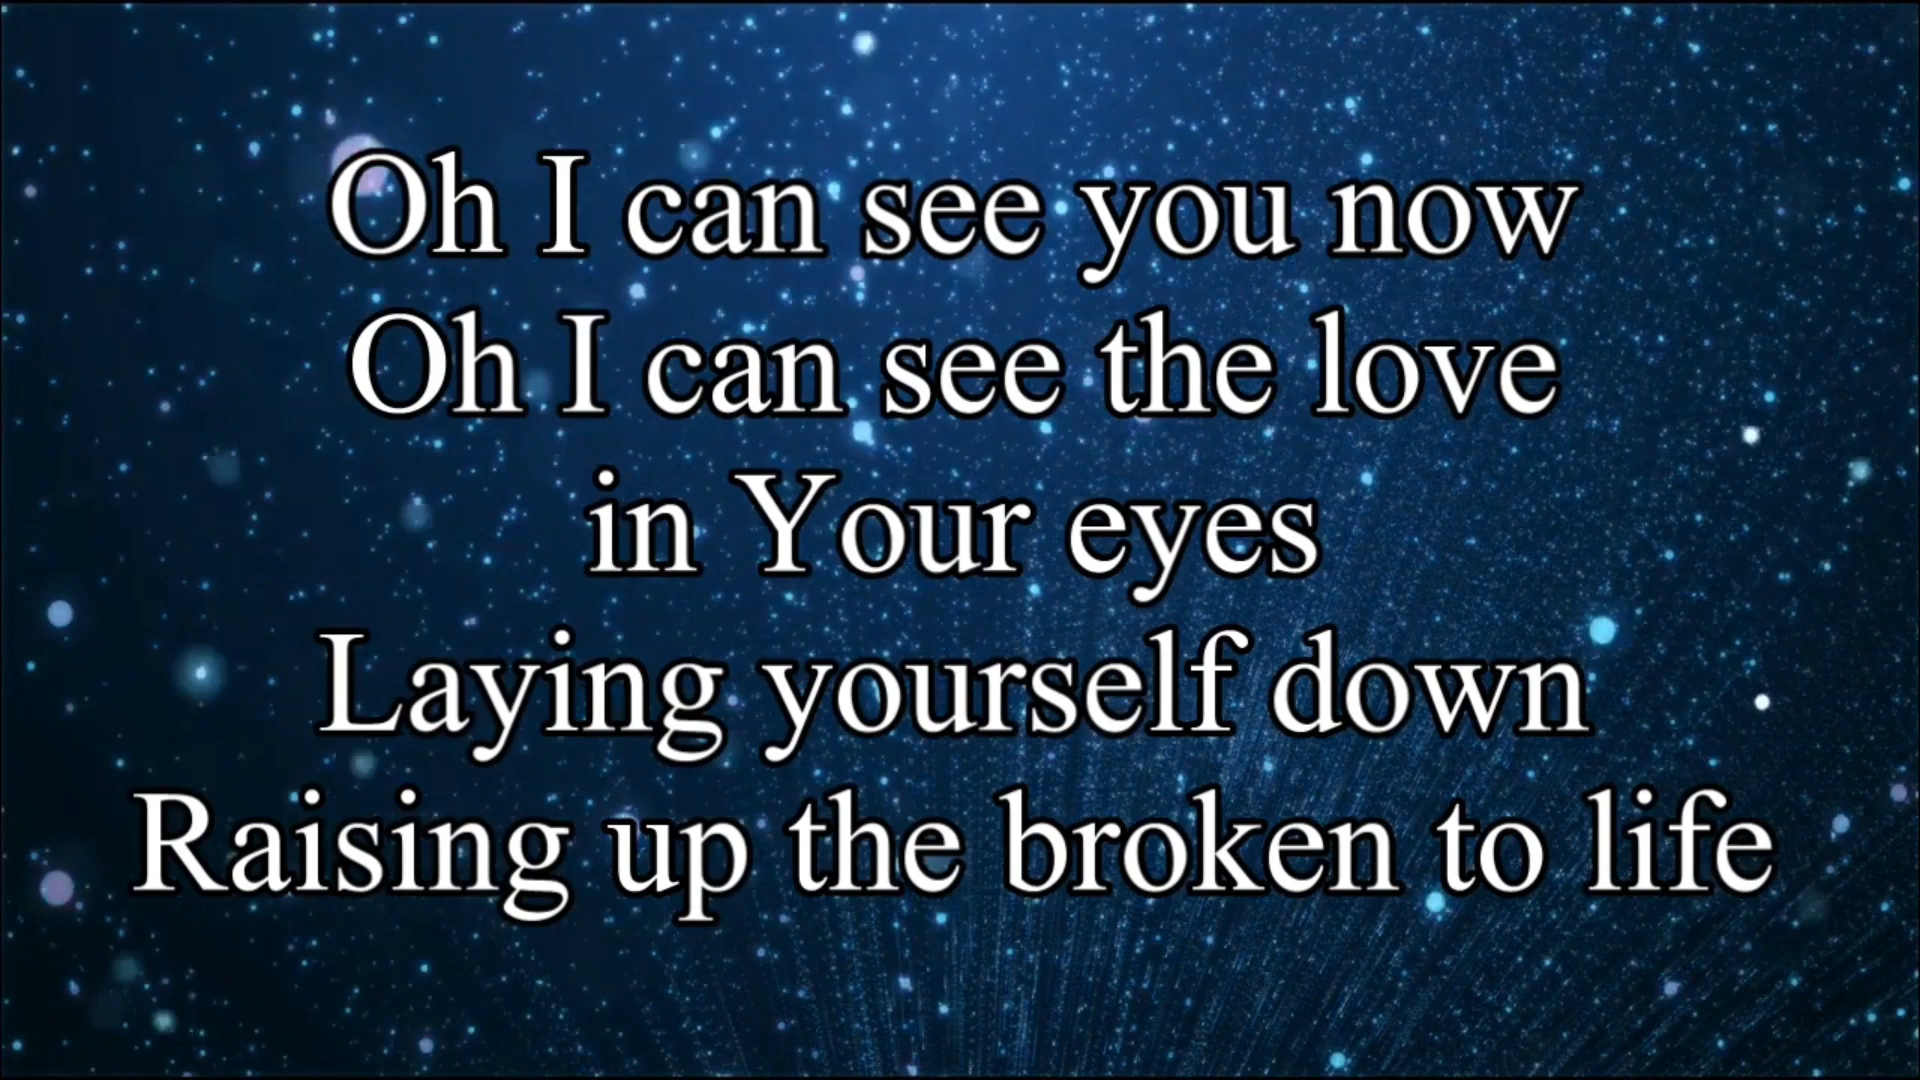 Oh I can see you now
Oh I can see the love
in Your eyes
Laying yourself down
Raising up the broken to life